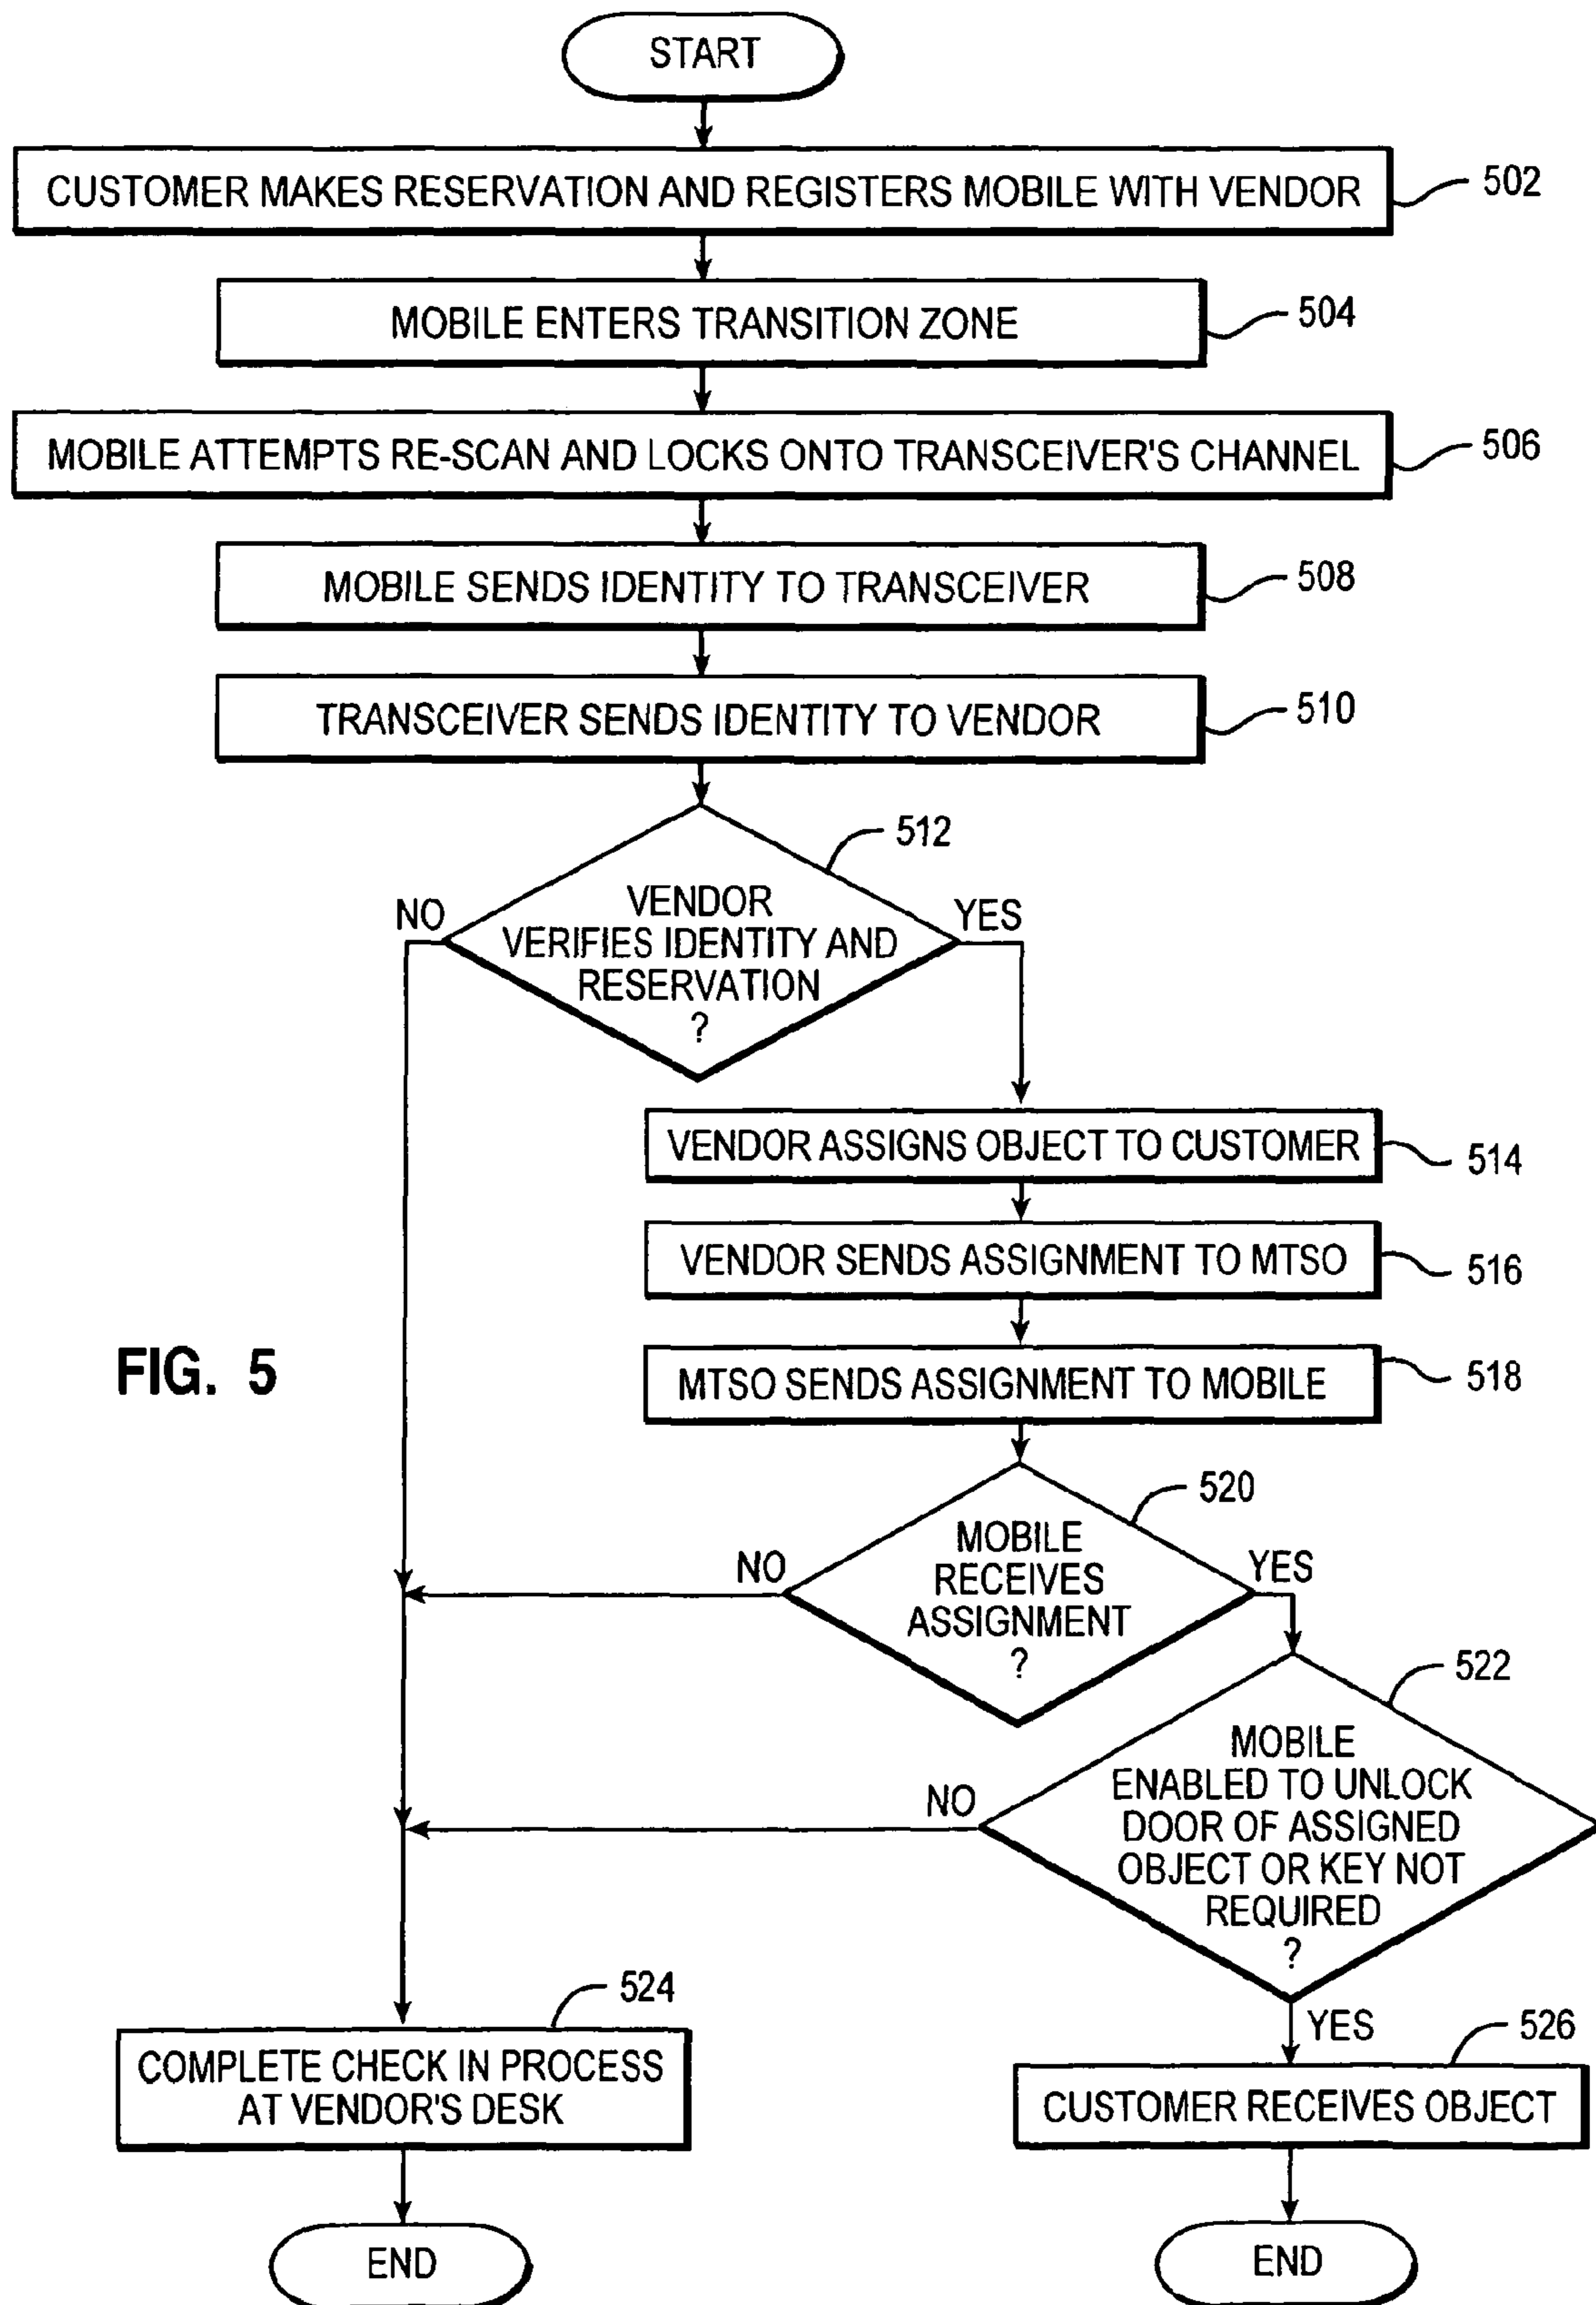 START
CUSTOMER MAKES RESERVATION AND REGISTERS MOBILE WITH VENDOR
502
MOBILE ENTERS TRANSITION ZONE
504
MOBILE ATTEMPTS RE-SCAN AND LOCKS ONTO TRANSCEIVER'S CHANNEL
506
MOBILE SENDS IDENTITY TO TRANSCEIVER
508
TRANSCEIVER SENDS IDENTITY TO VENDOR
510
512
NO
VENDOR
VERIFIES IDENTITY AND
RESERVATION
?
YES
VENDOR ASSIGNS OBJECT TO CUSTOMER
514
VENDOR SENDS ASSIGNMENT TO MTSO
516
FIG. 5
MTSO SENDS ASSIGNMENT TO MOBILE
518
520
NO
MOBILE
RECEIVES
ASSIGNMENT
?
YES
522
NO
MOBILE
ENABLED TO UNLOCK
DOOR OF ASSIGNED
OBJECT OR KEY NOT
REQUIRED
?
YES
524
COMPLETE CHECK IN PROCESS
AT VENDOR'S DESK
526
CUSTOMER RECEIVES OBJECT
END
END